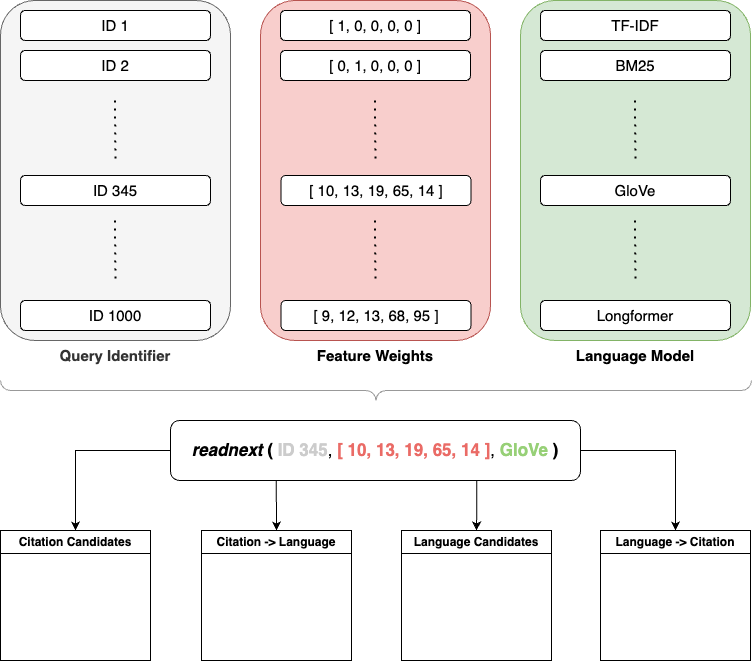 ID 1
ID 2
ID 345
ID 1000
Query Identifier
[ 1, 0, 0, 0, 0 ]
[ 0, 1, 0, 0, 0 ]
[ 10, 13, 19, 65, 14 ]
[ 9, 12, 13, 68, 95 ]
Feature Weights
TF-IDF
BM25
GloVe
Longformer
Language Model
readnext ( ID 345, [ 10, 13, 19, 65, 14 ], GloVe )
Citation Candidates
Citation -> Language
Language Candidates
Language -> Citation